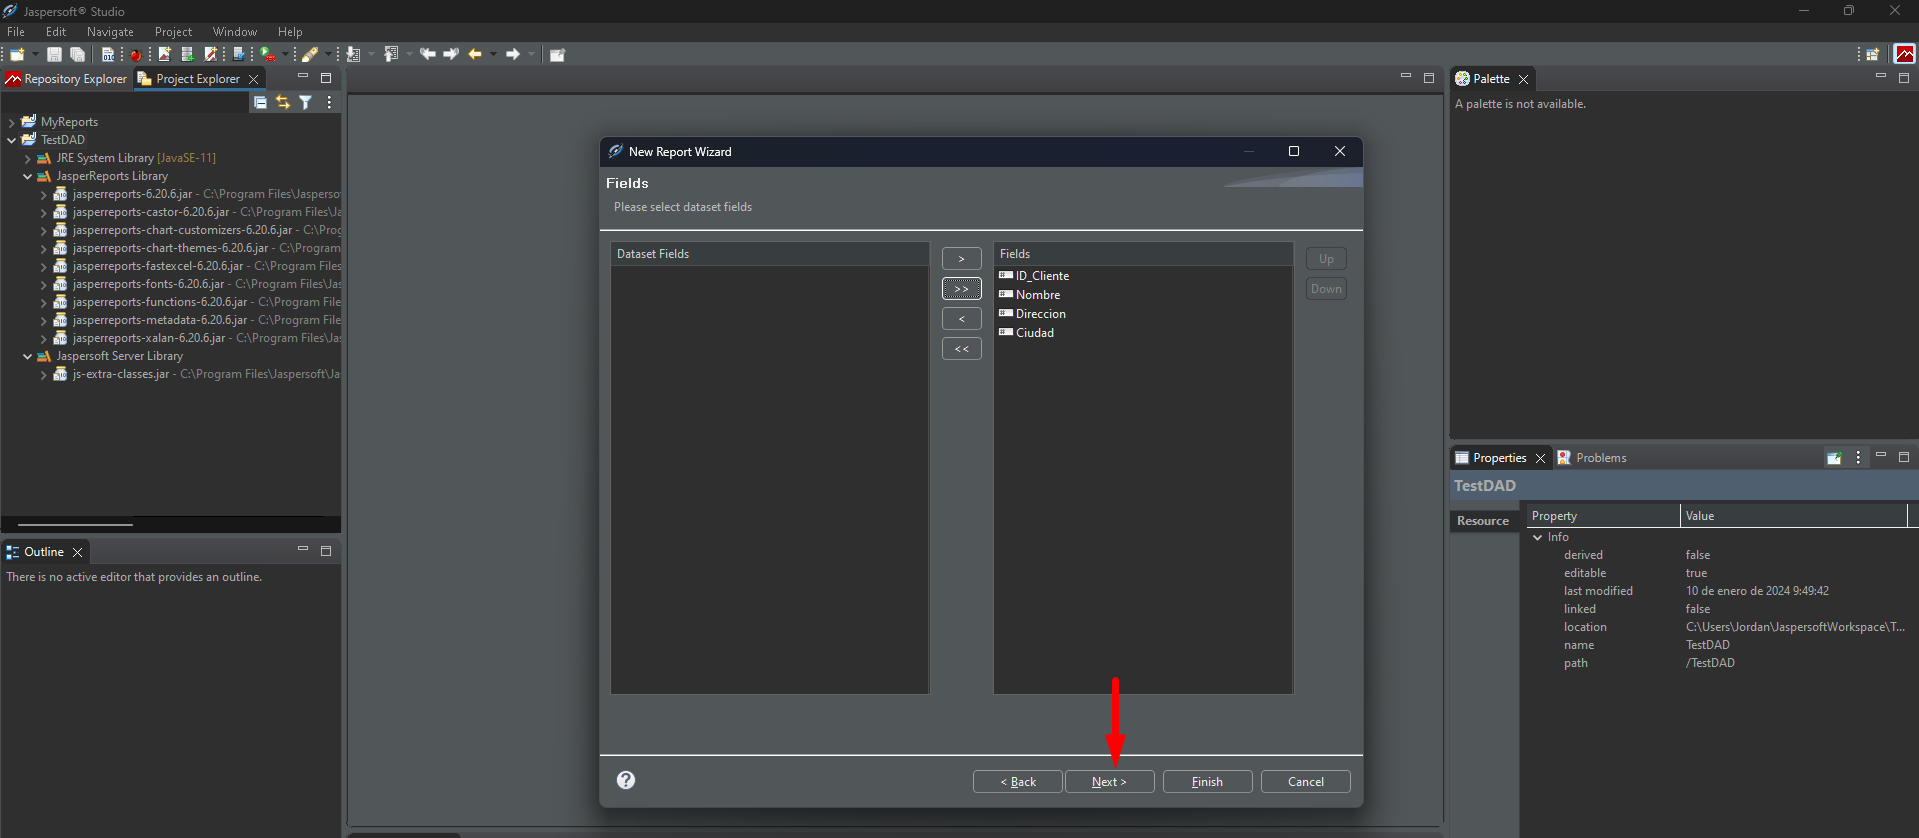 Jaspersoft® Studio
File Edit Navigate Project Window Help
Repository Explorer Project Explorer
MyReports
TestDAD
JRE System Library [JavaSE-11]
JasperReports Library
jasperreports-6.20.6.jar - C:\Program Files\Jasperso
jasperreports-castor-6.20.6.jar - C:\Program Files\Ja
jasperreports-chart-customizers-6.20.6.jar - C:\Prog
jasperreports-chart-themes-6.20.6.jar - C:\Program
jasperreports-fastexcel-6.20.6.jar - C:\Program Files
jasperreports-fonts-6.20.6.jar - C:\Program Files\Jas
jasperreports-functions-6.20.6.jar - C:\Program File
jasperreports-metadata-6.20.6.jar - C:\Program File
jasperreports-xalan-6.20.6.jar - C:\Program Files\Ja
Jaspersoft Server Library
js-extra-classes.jar - C:\Program Files\Jaspersoft\Ja
Outline
There is no active editor that provides an outline.
New Report Wizard
Fields
Please select dataset fields
Dataset Fields
>
>>
<
<<
Fields
ID_Cliente
Nombre
Direccion
Ciudad
Up
Down
?
< Back
Next >
Finish
Cancel
Palette
A palette is not available.
Properties Problems
TestDAD
Resource
Property Value
Info
derived false
editable true
last modified 10 de enero de 2024 9:49:42
linked false
location C:\Users\Jordan\JaspersoftWorkspace\T...
name TestDAD
path /TestDAD